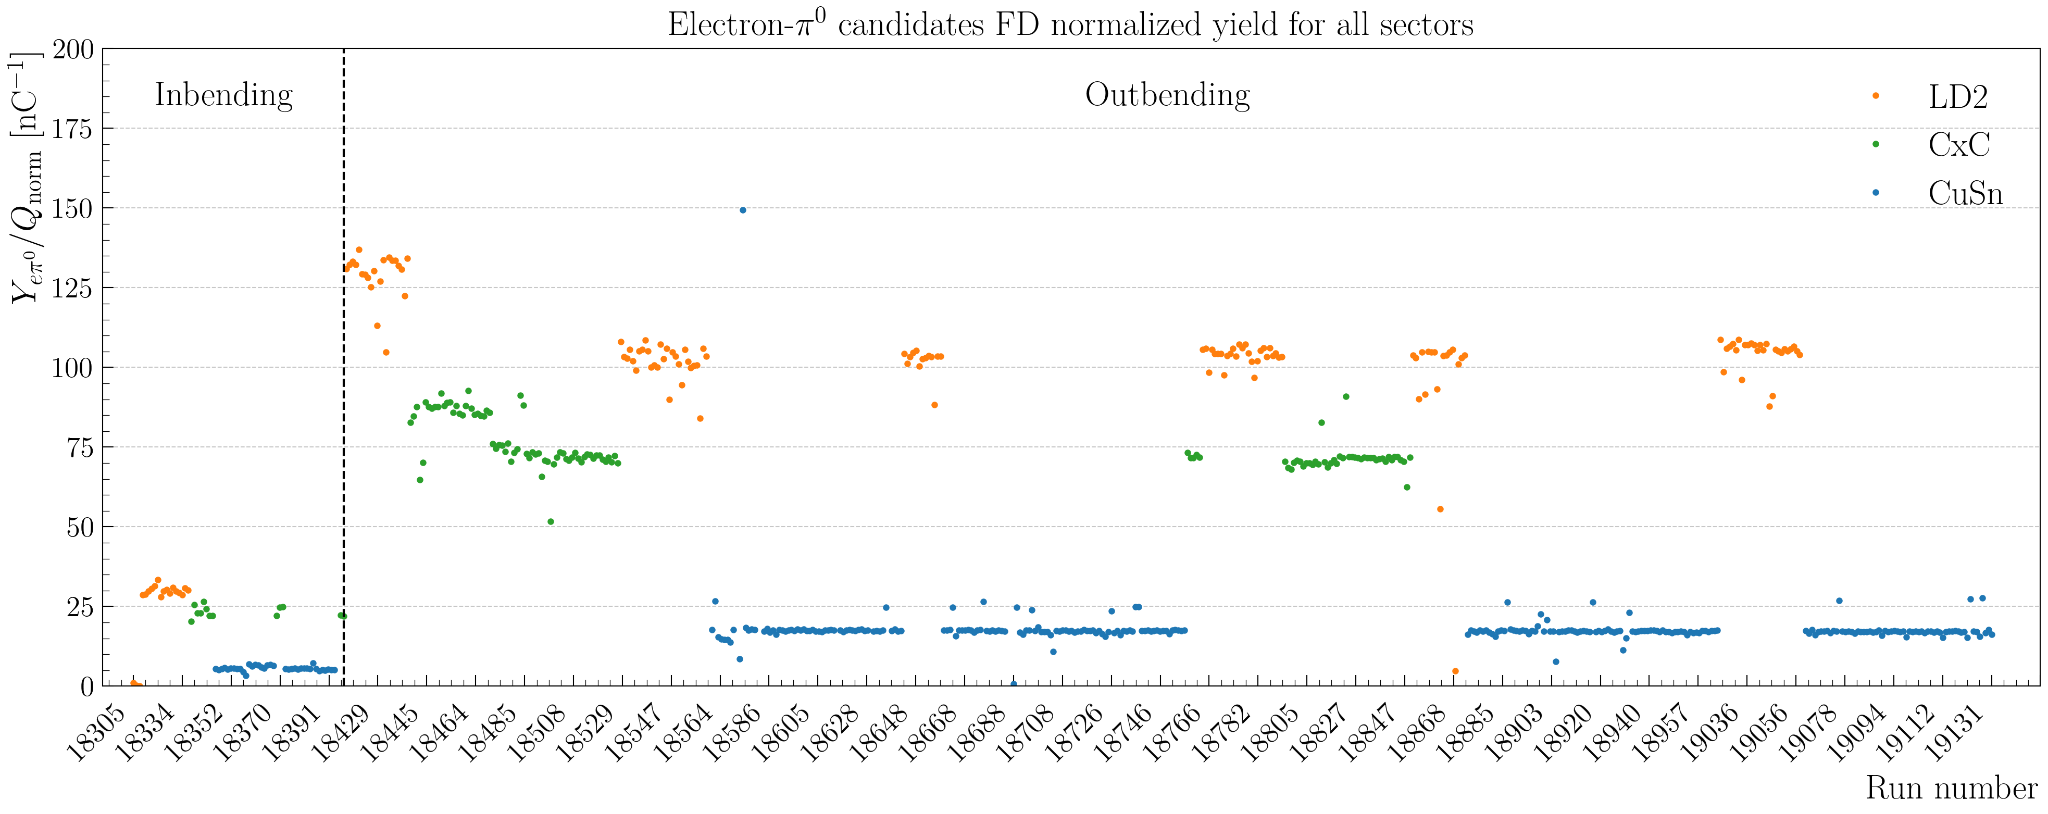 Electron-π⁰ candidates FD normalized yield for all sectors
Y_{eπ⁰}/Q_{norm} [nC⁻¹]
200
175
150
125
100
75
50
25
0
Inbending
Outbending
LD2
CxC
CuSn
18305 18334 18352 18370 18391 18429 18445 18464 18485 18508 18529 18547 18564 18586 18605 18628 18648 18668 18688 18708 18726 18746 18766 18782 18805 18827 18847 18868 18885 18903 18920 18940 18957 19036 19056 19078 19094 19112 19131
Run number